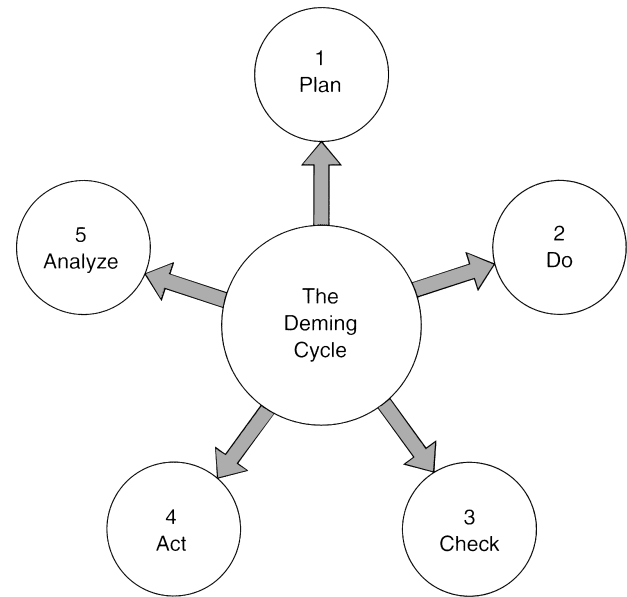 1
Plan
5
Analyze
2
Do
The
Deming
Cycle
4
Act
3
Check